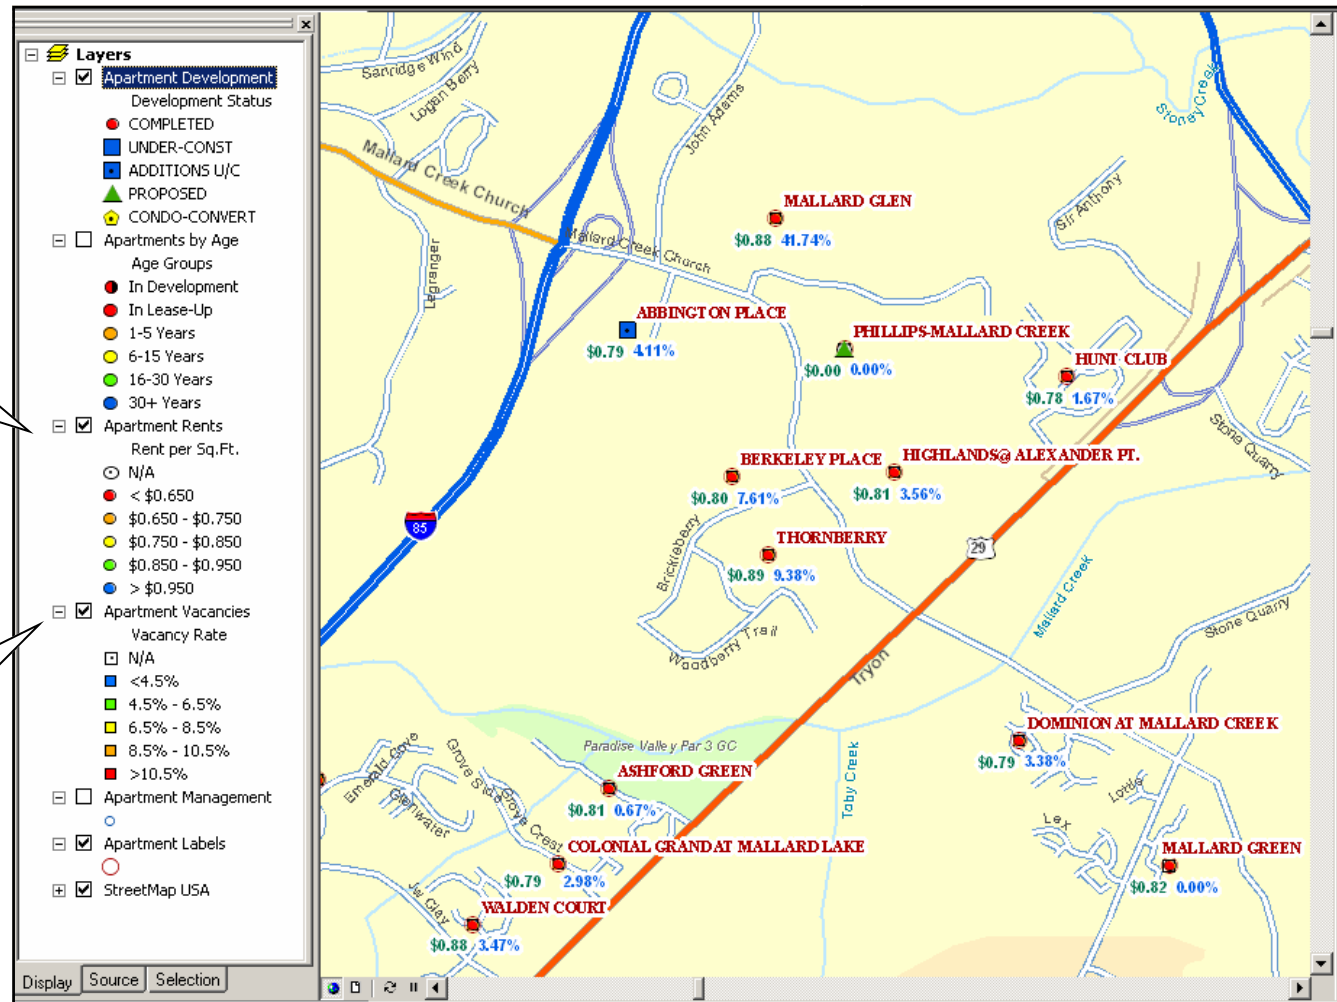 Layers
Apartment Development
Development Status
COMPLETED
UNDER-CONST
ADDITIONS U/C
PROPOSED
CONDO-CONVERT
Apartments by Age
Age Groups
In Development
In Lease-Up
1-5 Years
6-15 Years
16-30 Years
30+ Years
Apartment Rents
Rent per Sq.Ft.
N/A
< $0.650
$0.650 - $0.750
$0.750 - $0.850
$0.850 - $0.950
> $0.950
Apartment Vacancies
Vacancy Rate
N/A
<4.5%
4.5% - 6.5%
6.5% - 8.5%
8.5% - 10.5%
>10.5%
Apartment Management
Apartment Labels
StreetMap USA
Display Source Selection
Sanridge Wind
Logan Berry
John Adams
Stoney Creek
Mallard Creek Church
Sir Anthony
MALLARD GLEN
$0.88 41.74%
Mallard Creek Church
Legranger
ABBINGTON PLACE
$0.79 4.11%
PHILLIPS-MALLARD CREEK
$0.00 0.00%
HUNT CLUB
$0.78 1.67%
Stone Quarry
BERKELEY PLACE
$0.80 7.61%
HIGHLANDS@ ALEXANDER PT.
$0.81 3.56%
85
Brickleberry
THORNBERRY
$0.89 9.38%
29
Mallard Creek
Stone Quarry
Woodberry Trail
Tryon
DOMINION AT MALLARD CREEK
$0.79 3.38%
Paradise Valley Par 3 GC
Toby Creek
Emerald Cove
Grove Side
Glenwater
Grove Crest
ASHFORD GREEN
$0.81 0.67%
Lottie
Lex
COLONIAL GRAND AT MALLARD LAKE
$0.79 2.98%
MALLARD GREEN
$0.82 0.00%
Jw Clay
WALDEN COURT
$0.88 3.47%